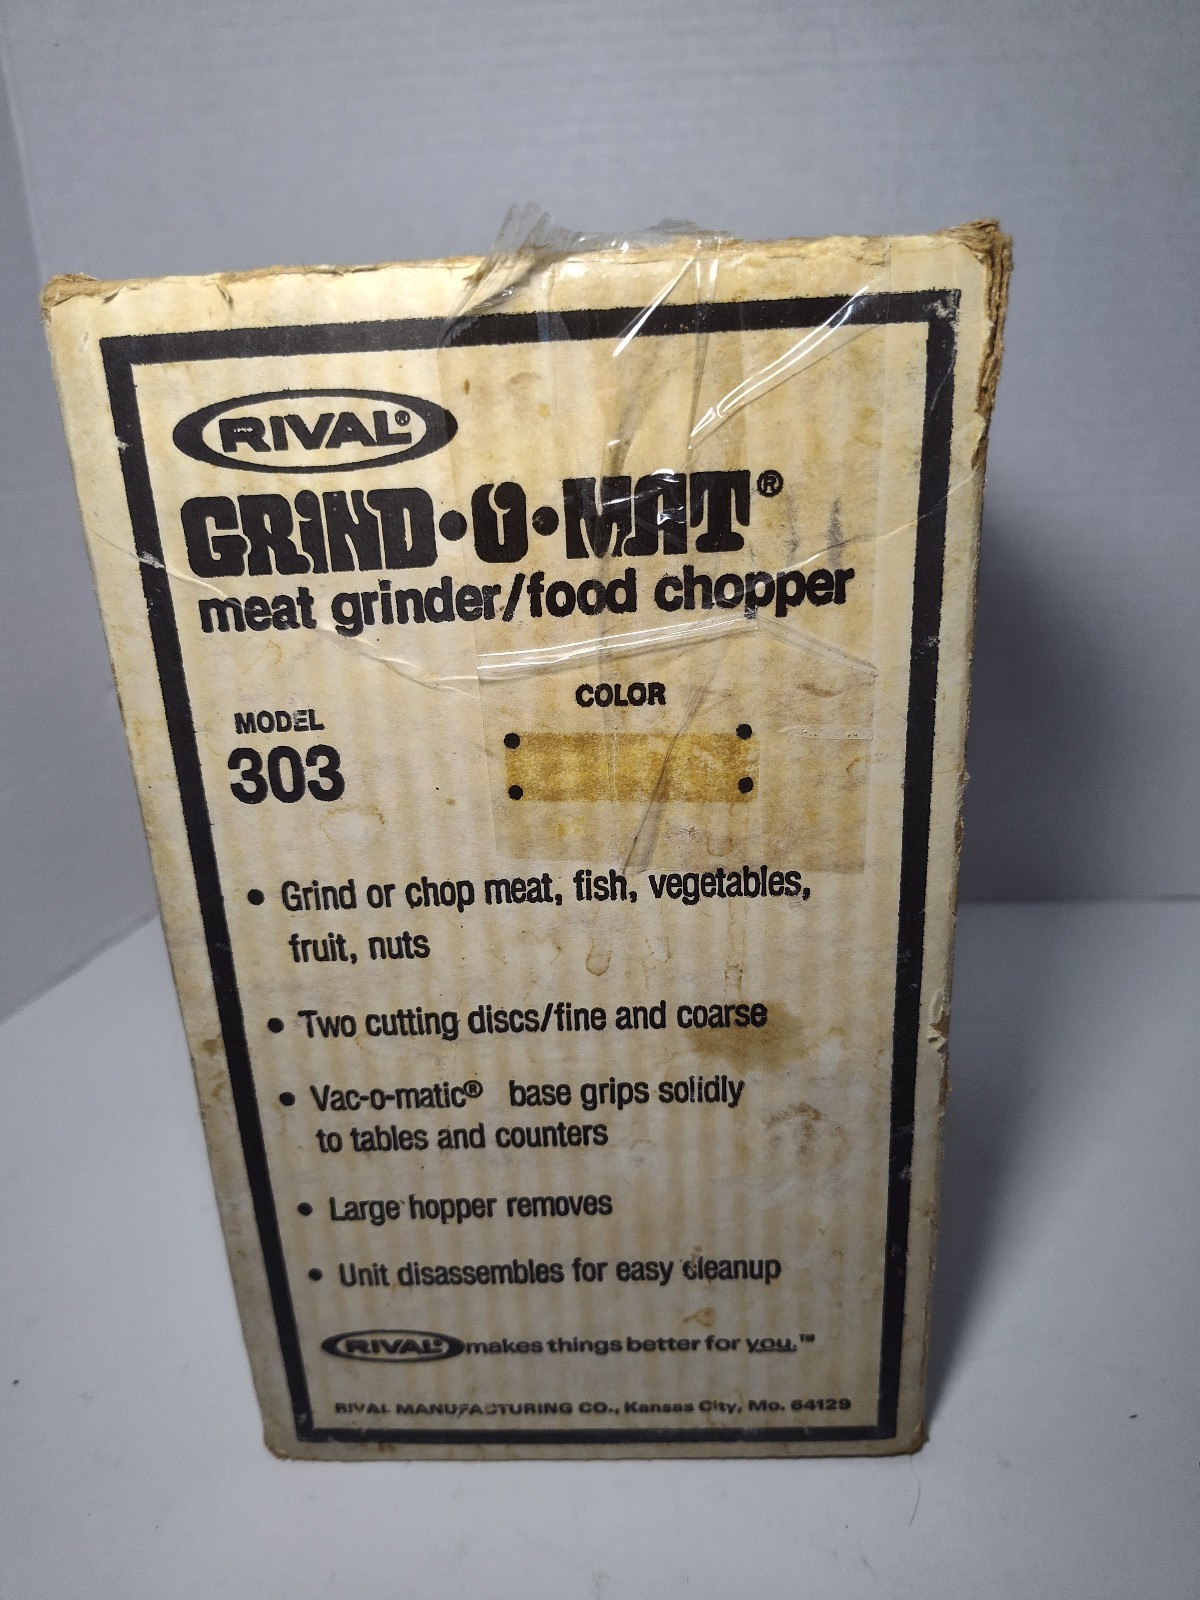 RIVAL®
GRIND•O•MAT®
meat grinder/food chopper
COLOR
MODEL
303
• Grind or chop meat, fish, vegetables,
fruit, nuts
• Two cutting discs/fine and coarse
• Vac-o-matic® base grips solidly
to tables and counters
• Large hopper removes
• Unit disassembles for easy cleanup
RIVAL® makes things better for you.™
RIVAL MANUFACTURING CO., Kansas City, Mo. 64129